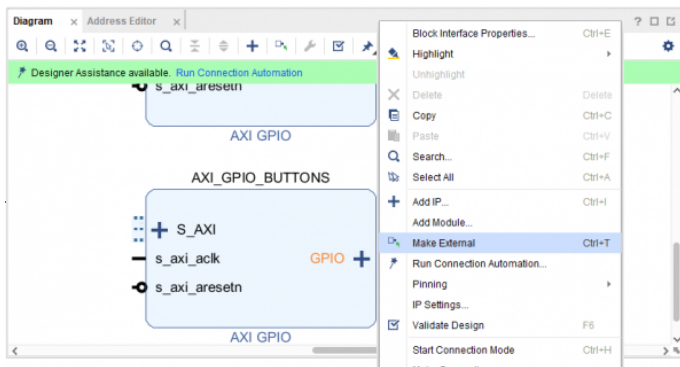 Diagram × Address Editor ×
Designer Assistance available. Run Connection Automation
s_axi_aresetn
AXI GPIO
AXI_GPIO_BUTTONS
S_AXI
s_axi_aclk
GPIO
s_axi_aresetn
AXI GPIO
Block Interface Properties... Ctrl+E
Highlight
Unhighlight
Delete Delete
Copy Ctrl+C
Paste Ctrl+V
Search... Ctrl+F
Select All Ctrl+A
Add IP... Ctrl+I
Add Module...
Make External Ctrl+T
Run Connection Automation...
Pinning
IP Settings...
Validate Design F6
Start Connection Mode Ctrl+H